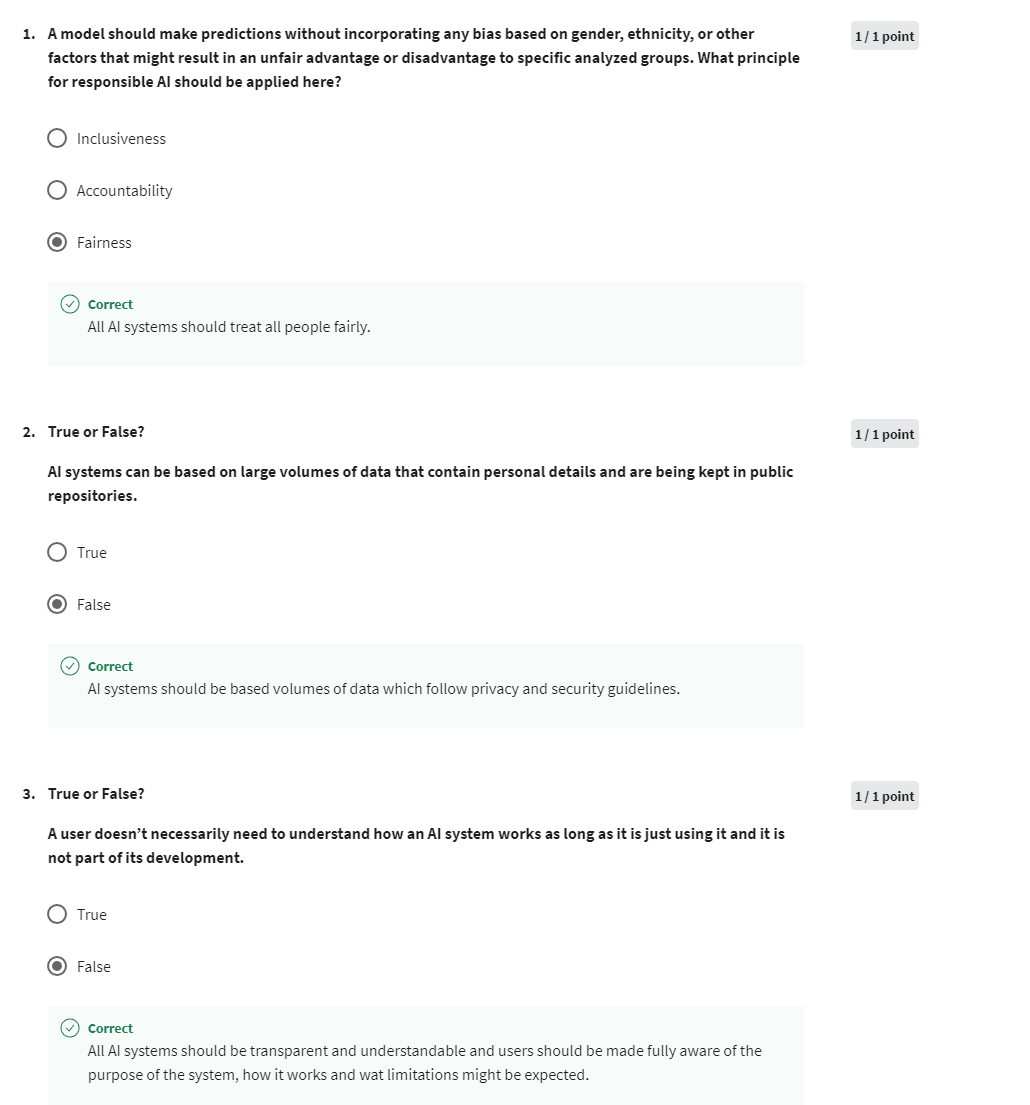 1. A model should make predictions without incorporating any bias based on gender, ethnicity, or other
1 / 1 point
factors that might result in an unfair advantage or disadvantage to specific analyzed groups. What principle
for responsible AI should be applied here?
Inclusiveness
Accountability
Fairness
Correct
All AI systems should treat all people fairly.
2. True or False?
1 / 1 point
AI systems can be based on large volumes of data that contain personal details and are being kept in public
repositories.
True
False
Correct
AI systems should be based volumes of data which follow privacy and security guidelines.
3. True or False?
1 / 1 point
A user doesn’t necessarily need to understand how an AI system works as long as it is just using it and it is
not part of its development.
True
False
Correct
All AI systems should be transparent and understandable and users should be made fully aware of the
purpose of the system, how it works and wat limitations might be expected.